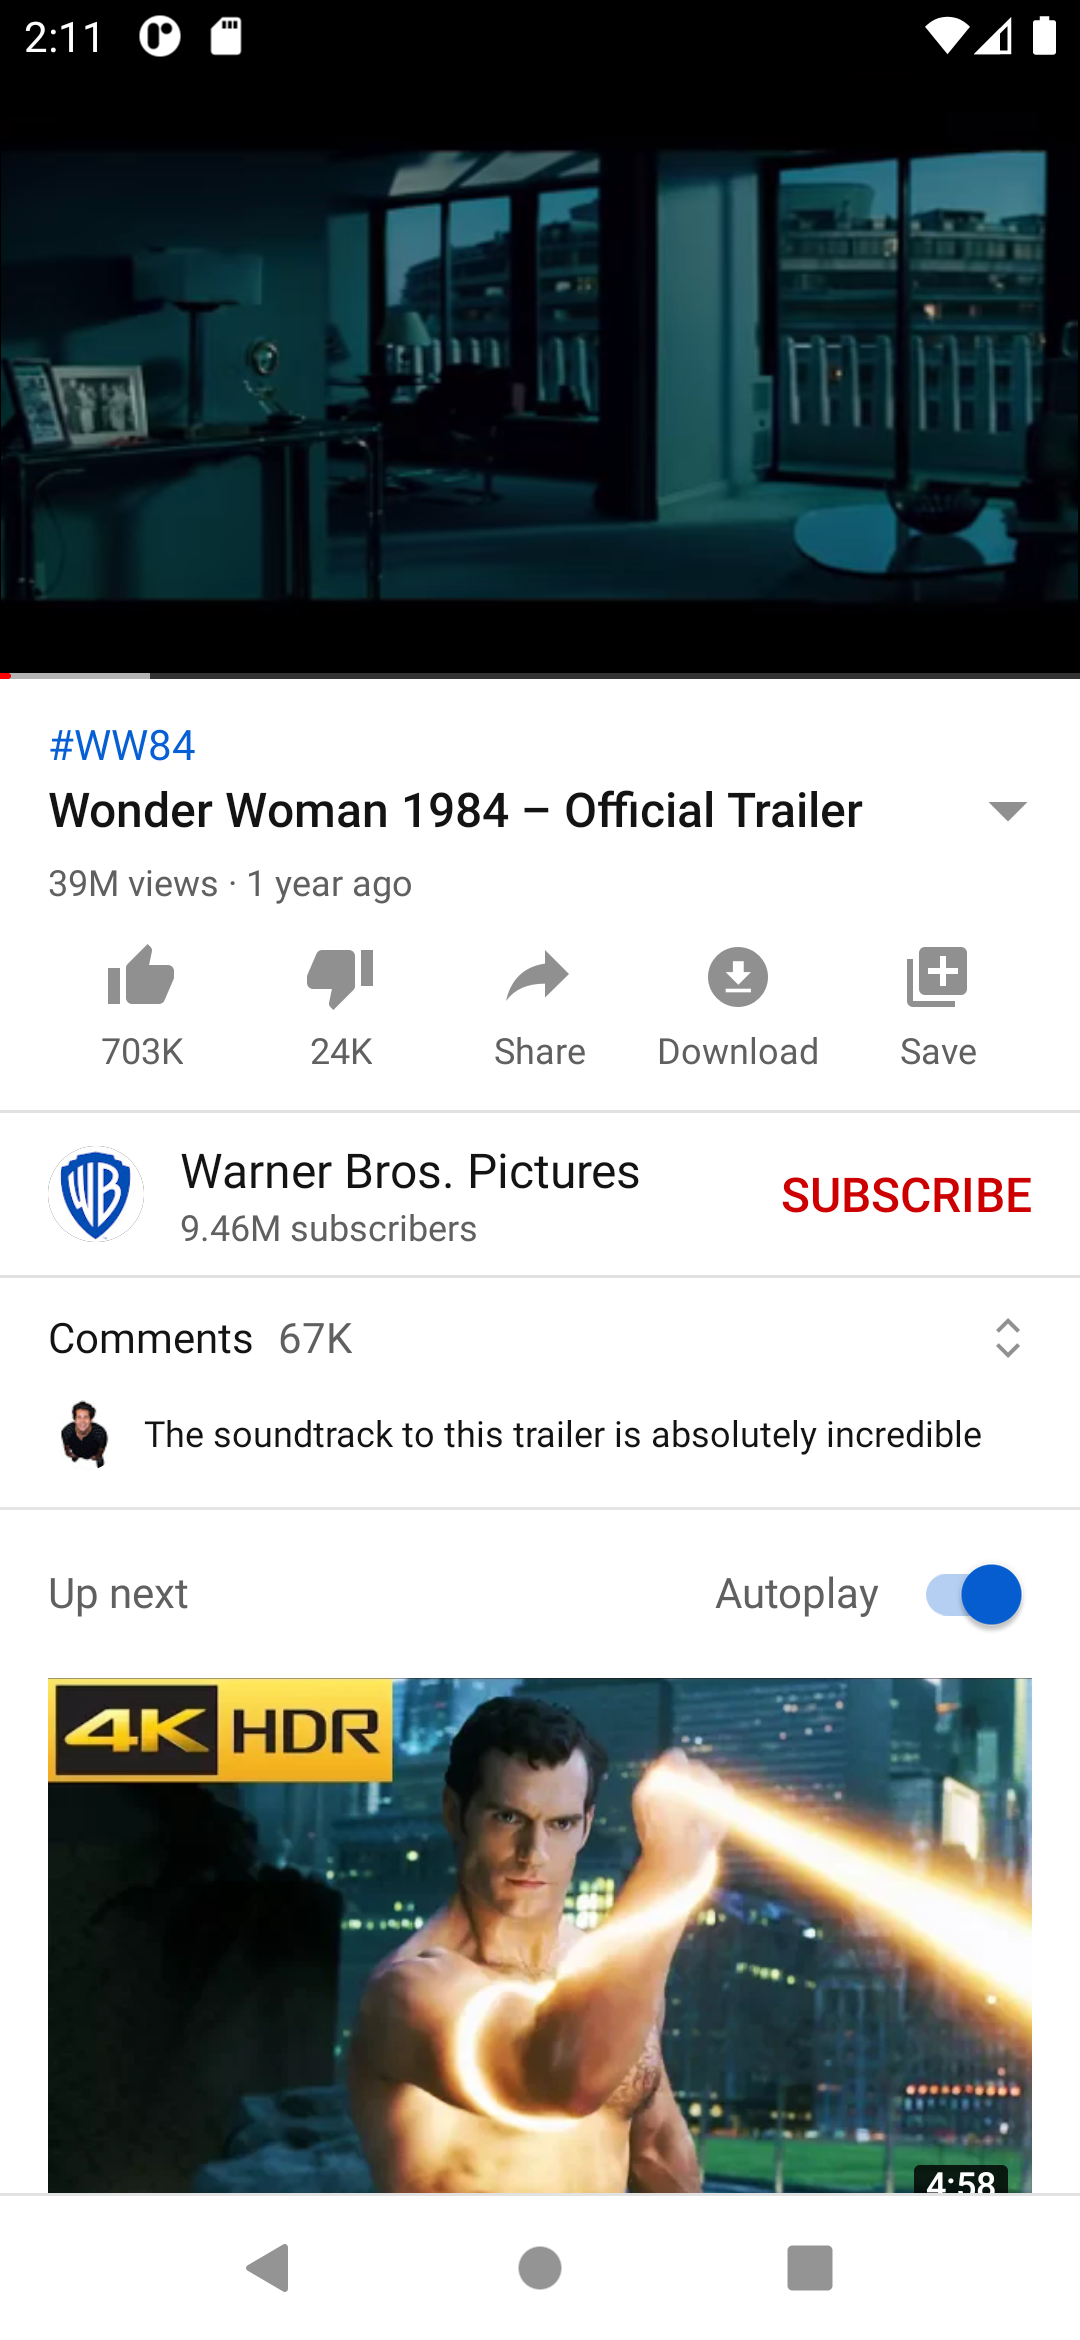 2:11
#WW84
Wonder Woman 1984 – Official Trailer
39M views · 1 year ago
703K
24K
Share
Download
Save
WB
Warner Bros. Pictures
9.46M subscribers
SUBSCRIBE
Comments 67K
The soundtrack to this trailer is absolutely incredible
Up next
Autoplay
4K HDR
4:58